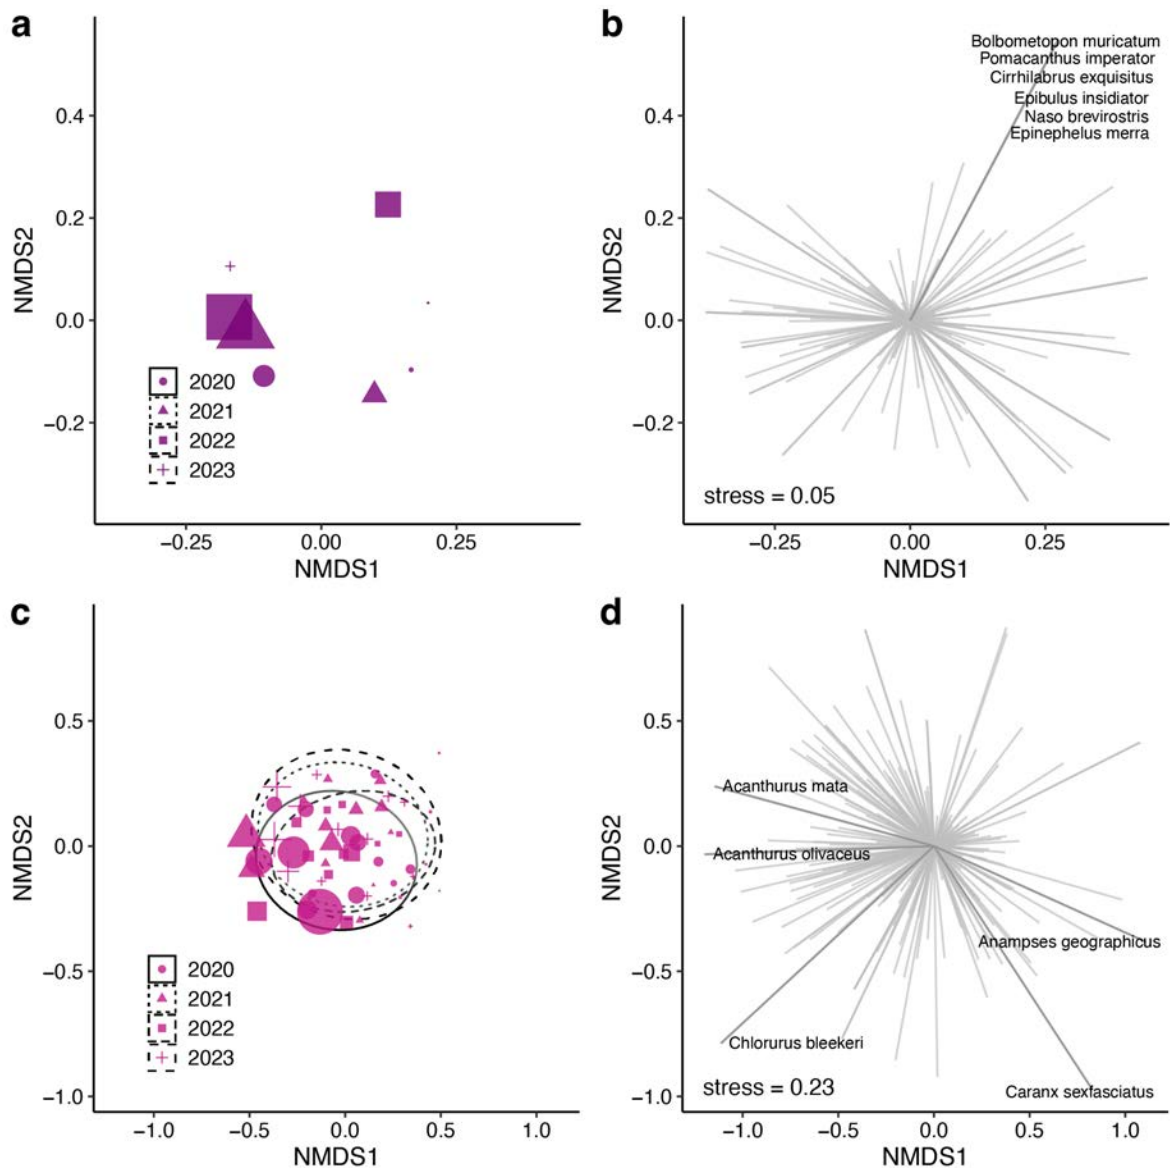 a
0.4
0.2
0.0
−0.2
NMDS2
2020
2021
2022
2023
−0.25
0.00
0.25
NMDS1
b
Bolbometopon muricatum
Pomacanthus imperator
Cirrhilabrus exquisitus
Epibulus insidiator
Naso brevirostris
Epinephelus merra
0.4
0.2
0.0
−0.2
NMDS2
stress = 0.05
−0.25
0.00
0.25
NMDS1
c
0.5
0.0
−0.5
−1.0
NMDS2
2020
2021
2022
2023
−1.0
−0.5
0.0
0.5
1.0
NMDS1
d
0.5
0.0
−0.5
−1.0
NMDS2
Acanthurus mata
Acanthurus olivaceus
Anampses geographicus
Chlorurus bleekeri
Caranx sexfasciatus
stress = 0.23
−1.0
−0.5
0.0
0.5
1.0
NMDS1